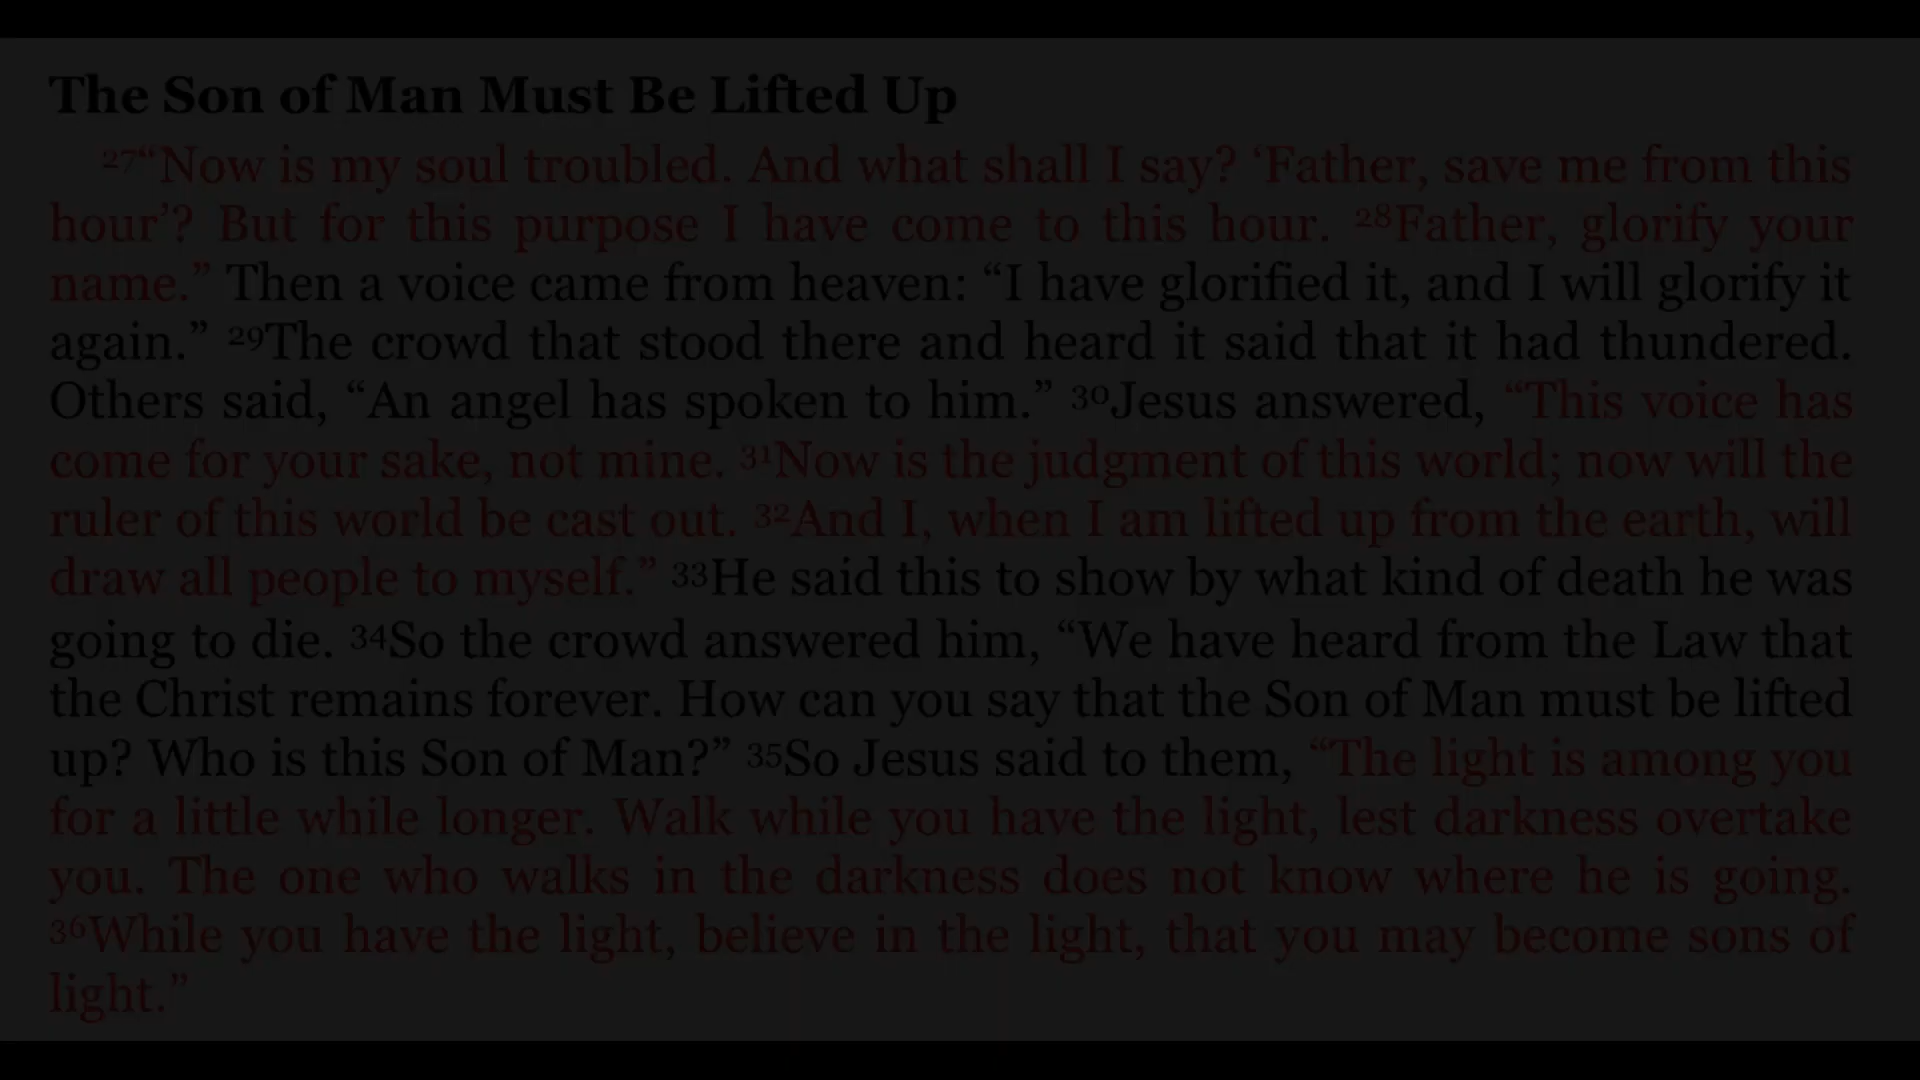 The Son of Man Must Be Lifted Up
27“Now is my soul troubled. And what shall I say? ‘Father, save me from this
hour’? But for this purpose I have come to this hour. 28Father, glorify your
name.” Then a voice came from heaven: “I have glorified it, and I will glorify it
again.” 29The crowd that stood there and heard it said that it had thundered.
Others said, “An angel has spoken to him.” 30Jesus answered, “This voice has
come for your sake, not mine. 31Now is the judgment of this world; now will the
ruler of this world be cast out. 32And I, when I am lifted up from the earth, will
draw all people to myself.” 33He said this to show by what kind of death he was
going to die. 34So the crowd answered him, “We have heard from the Law that
the Christ remains forever. How can you say that the Son of Man must be lifted
up? Who is this Son of Man?” 35So Jesus said to them, “The light is among you
for a little while longer. Walk while you have the light, lest darkness overtake
you. The one who walks in the darkness does not know where he is going.
36While you have the light, believe in the light, that you may become sons of
light.”